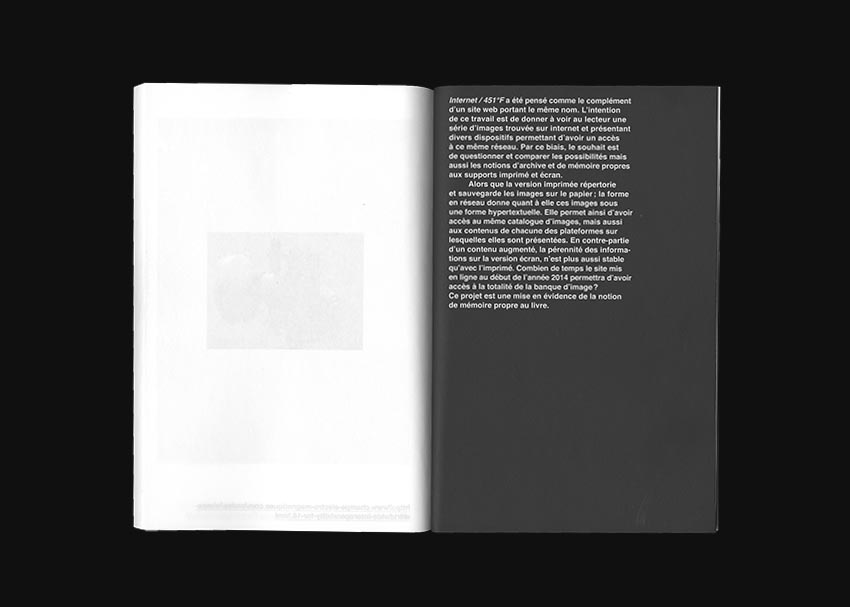 Internet / 451°F a été pensé comme le complément
d'un site web portant le même nom. L'intention
de ce travail est de donner à voir au lecteur une
série d'images trouvée sur internet et présentant
divers dispositifs permettant d'avoir un accès
à ce même réseau. Par ce biais, le souhait est
de questionner et comparer les possibilités mais
aussi les notions d'archive et de mémoire propres
aux supports imprimé et écran.
Alors que la version imprimée répertorie
et sauvegarde les images sur le papier ; la forme
en réseau donne quant à elle ces images sous
une forme hypertextuelle. Elle permet ainsi d'avoir
accès au même catalogue d'images, mais aussi
aux contenus de chacune des plateformes sur
lesquelles elles sont présentées. En contre-partie
d'un contenu augmenté, la pérennité des informa-
tions sur la version écran, n'est plus aussi stable
qu'avec l'imprimé. Combien de temps le site mis
en ligne au début de l'année 2014 permettra d'avoir
accès à la totalité de la banque d'image ?
Ce projet est une mise en évidence de la notion
de mémoire propre au livre.